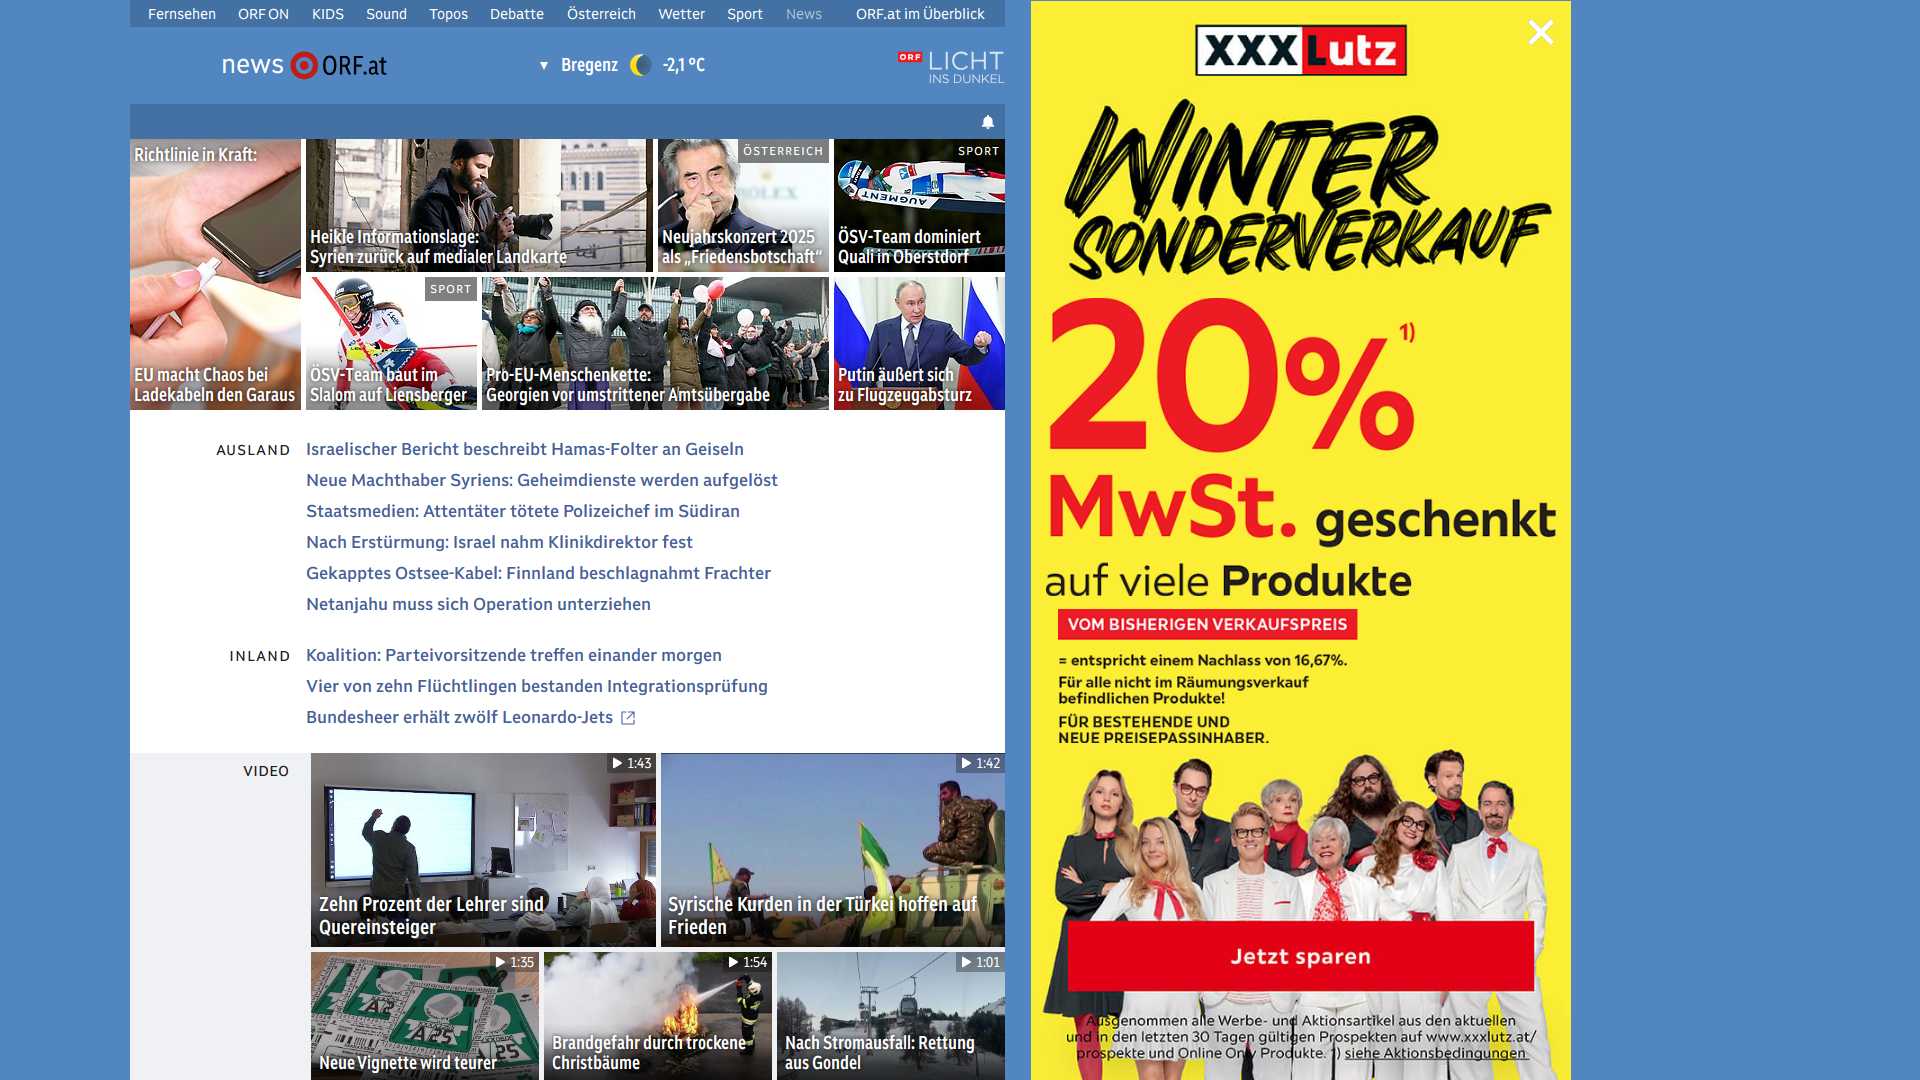 Fernsehen ORF ON KIDS Sound Topos Debatte Österreich Wetter Sport News ORF.at im Überblick
news ORF.at
▼ Bregenz -2,1 °C
ORF LICHT
INS DUNKEL
Richtlinie in Kraft:
EU macht Chaos bei
Ladekabeln den Garaus
Heikle Informationslage:
Syrien zurück auf medialer Landkarte
ÖSTERREICH
ROLEX
Neujahrskonzert 2025
als „Friedensbotschaft“
SPORT
AUGMENT
ÖSV-Team dominiert
Quali in Oberstdorf
SPORT
ÖSV-Team baut im
Slalom auf Liensberger
Pro-EU-Menschenkette:
Georgien vor umstrittener Amtsübergabe
Putin äußert sich
zu Flugzeugabsturz
AUSLAND
Israelischer Bericht beschreibt Hamas-Folter an Geiseln
Neue Machthaber Syriens: Geheimdienste werden aufgelöst
Staatsmedien: Attentäter tötete Polizeichef im Südiran
Nach Erstürmung: Israel nahm Klinikdirektor fest
Gekapptes Ostsee-Kabel: Finnland beschlagnahmt Frachter
Netanjahu muss sich Operation unterziehen
INLAND
Koalition: Parteivorsitzende treffen einander morgen
Vier von zehn Flüchtlingen bestanden Integrationsprüfung
Bundesheer erhält zwölf Leonardo-Jets
VIDEO
1:43
Zehn Prozent der Lehrer sind
Quereinsteiger
1:42
Syrische Kurden in der Türkei hoffen auf
Frieden
1:35
A2
M
A25
25
Neue Vignette wird teurer
1:54
Brandgefahr durch trockene
Christbäume
1:01
Nach Stromausfall: Rettung
aus Gondel
XXXLutz
WINTER
SONDERVERKAUF
20% 1)
MwSt. geschenkt
auf viele Produkte
VOM BISHERIGEN VERKAUFSPREIS
= entspricht einem Nachlass von 16,67%.
Für alle nicht im Räumungsverkauf
befindlichen Produkte!
FÜR BESTEHENDE UND
NEUE PREISEPASSINHABER.
Jetzt sparen
Ausgenommen alle Werbe- und Aktionsartikel aus den aktuellen
und in den letzten 30 Tagen gültigen Prospekten auf www.xxxlutz.at/
prospekte und Online Only Produkte. 1) siehe Aktionsbedingungen